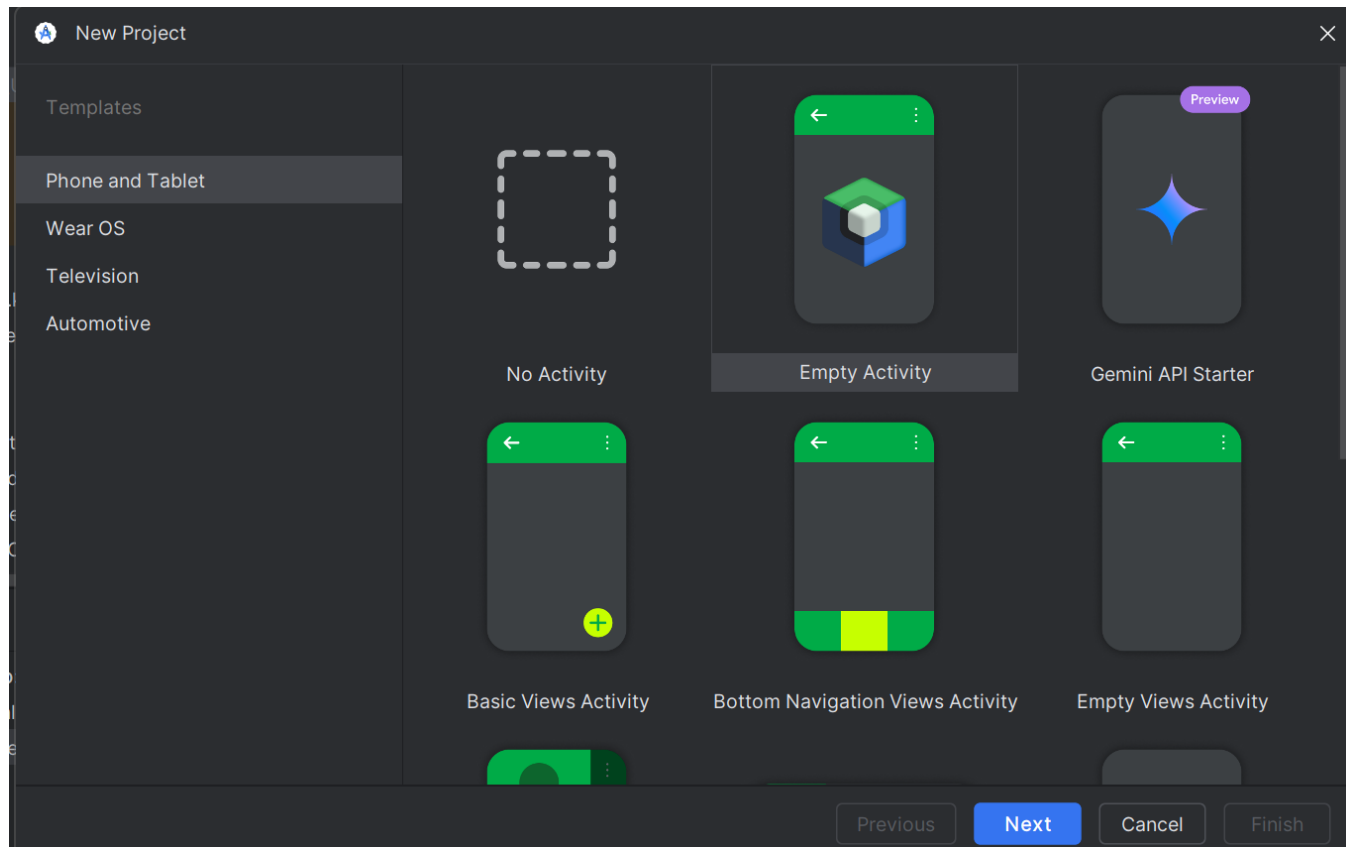 New Project
Templates
Phone and Tablet
Wear OS
Television
Automotive
No Activity
Empty Activity
Preview
Gemini API Starter
Basic Views Activity
Bottom Navigation Views Activity
Empty Views Activity
Previous
Next
Cancel
Finish